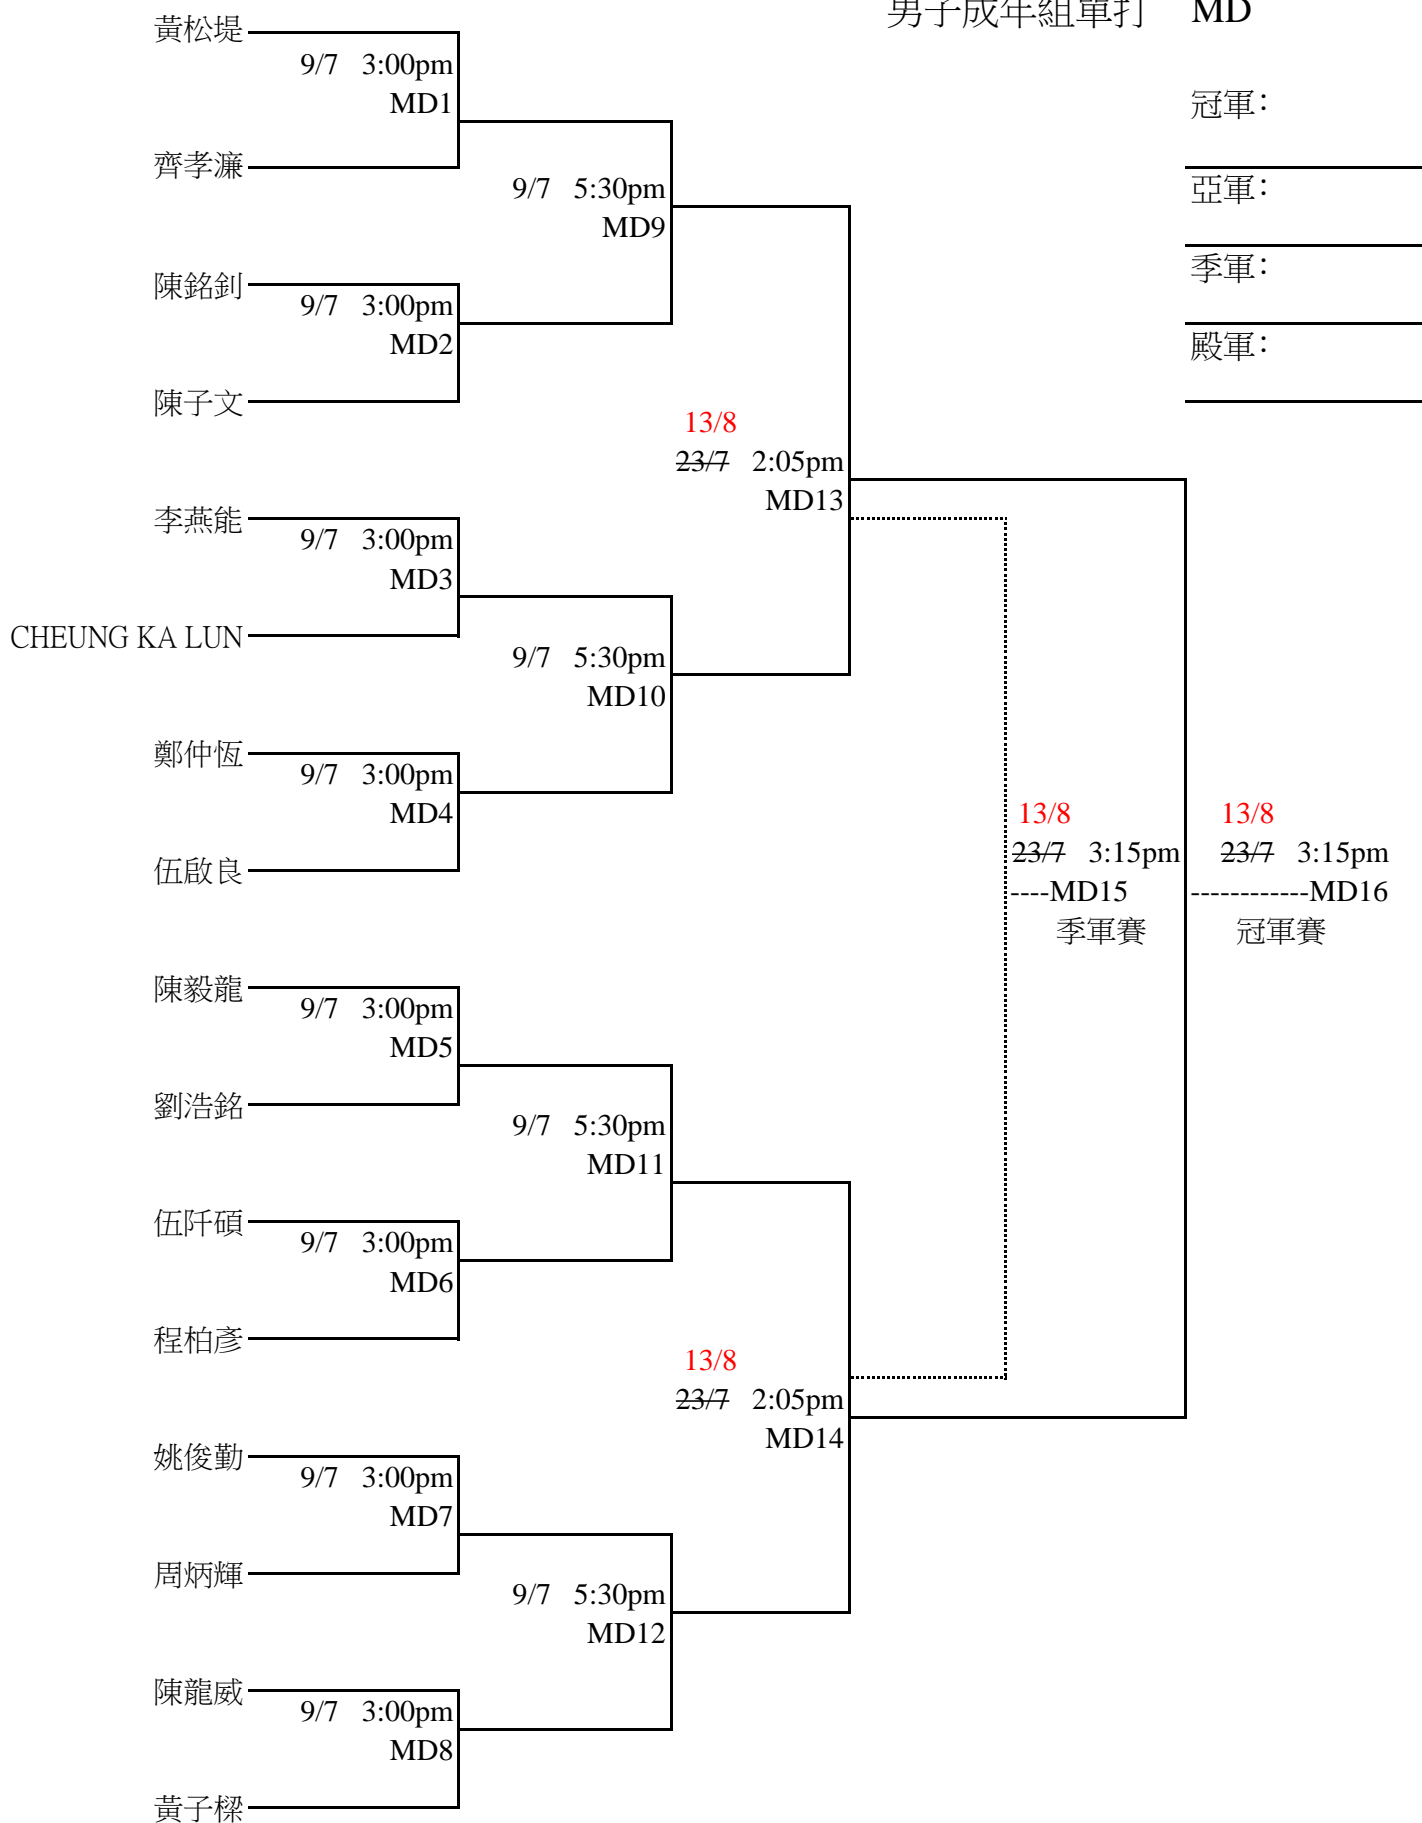 男子成年組單打 MD
黃松堤
9/7 3:00pm
MD1
冠軍：
齊孝濂
亞軍：
9/7 5:30pm
MD9
季軍：
陳銘釗
9/7 3:00pm
MD2
殿軍：
陳子文
13/8
23/7 2:05pm
MD13
李燕能
9/7 3:00pm
MD3
CHEUNG KA LUN
9/7 5:30pm
MD10
鄭仲恆
9/7 3:00pm
MD4
伍啟良
13/8 13/8
23/7 3:15pm 23/7 3:15pm
----MD15 ------------MD16
季軍賽 冠軍賽
陳毅龍
9/7 3:00pm
MD5
劉浩銘
9/7 5:30pm
MD11
伍阡碩
9/7 3:00pm
MD6
程柏彥
13/8
23/7 2:05pm
MD14
姚俊勤
9/7 3:00pm
MD7
周炳輝
9/7 5:30pm
MD12
陳龍威
9/7 3:00pm
MD8
黃子樑